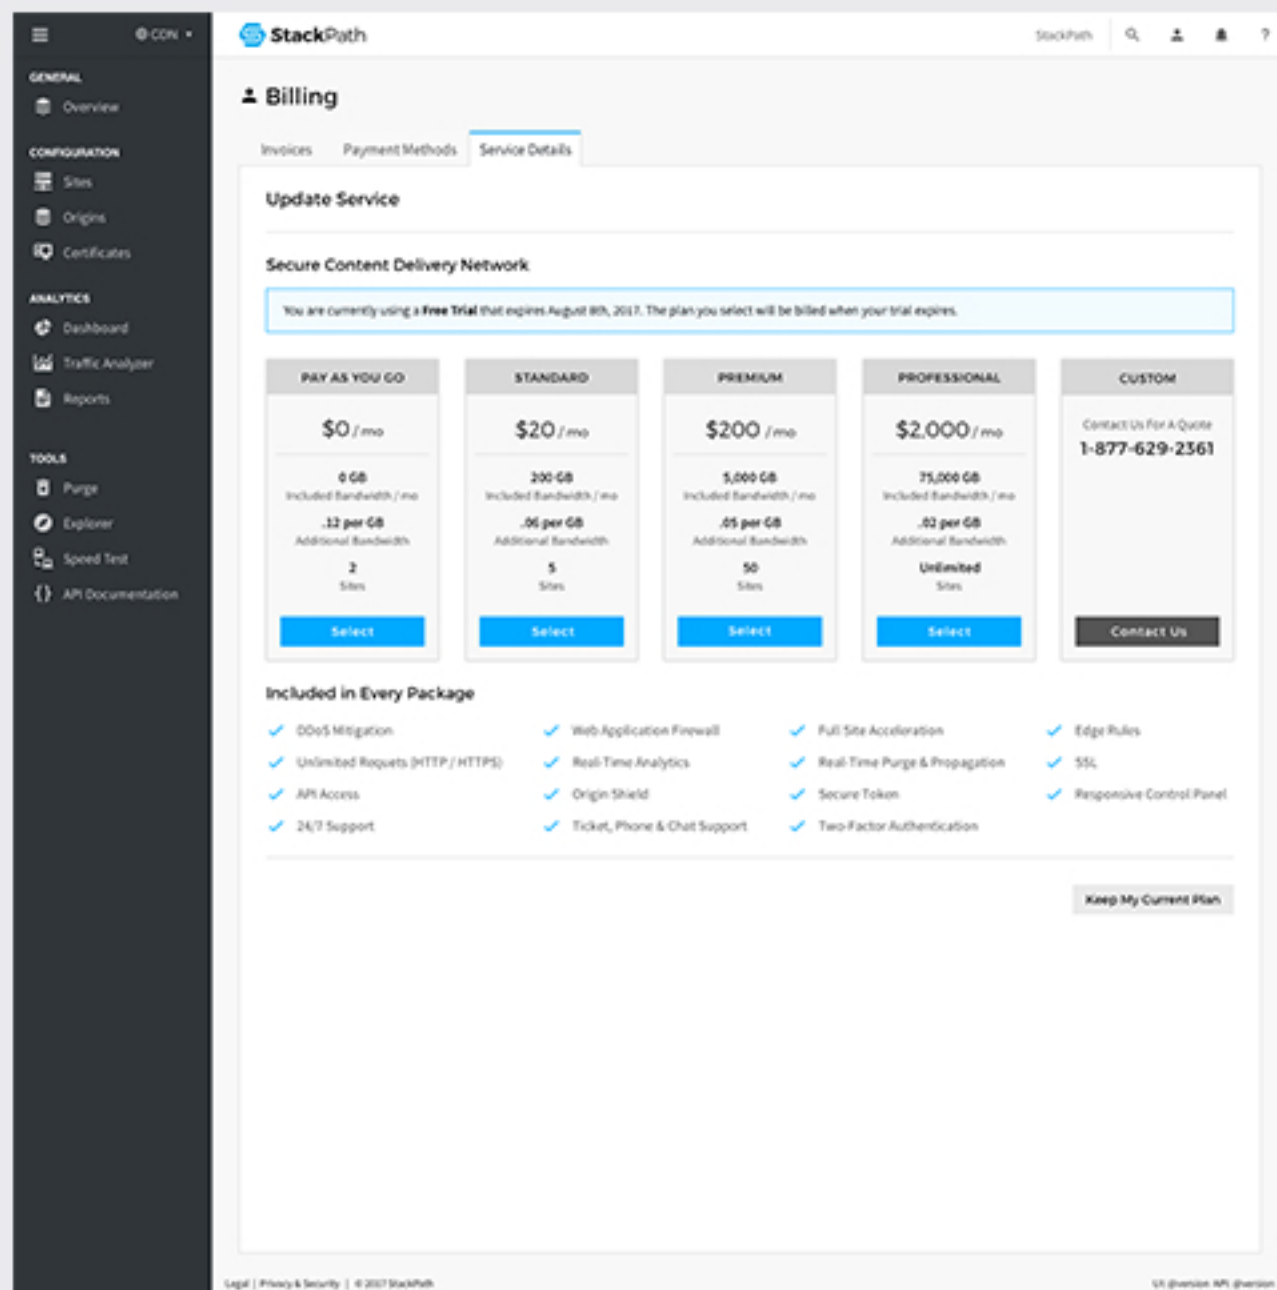 CDN
StackPath
StackPath
?
GENERAL
Overview
CONFIGURATION
Sites
Origins
Certificates
ANALYTICS
Dashboard
Traffic Analyzer
Reports
TOOLS
Purge
Explorer
Speed Test
{} API Documentation
Billing
Invoices Payment Methods Service Details
Update Service
Secure Content Delivery Network
You are currently using a Free Trial that expires August 8th, 2017. The plan you select will be billed when your trial expires.
PAY AS YOU GO
$0 / mo
0 GB
Included Bandwidth / mo
.12 per GB
Additional Bandwidth
2
Sites
Select
STANDARD
$20 / mo
200 GB
Included Bandwidth / mo
.06 per GB
Additional Bandwidth
5
Sites
Select
PREMIUM
$200 / mo
5,000 GB
Included Bandwidth / mo
.05 per GB
Additional Bandwidth
50
Sites
Select
PROFESSIONAL
$2,000 / mo
75,000 GB
Included Bandwidth / mo
.02 per GB
Additional Bandwidth
Unlimited
Sites
Select
CUSTOM
Contact Us For A Quote
1-877-629-2361
Contact Us
Included in Every Package
DDoS Mitigation
Web Application Firewall
Full Site Acceleration
Edge Rules
Unlimited Requets (HTTP / HTTPS)
Real-Time Analytics
Real-Time Purge & Propagation
SSL
API Access
Origin Shield
Secure Token
Responsive Control Panel
24/7 Support
Ticket, Phone & Chat Support
Two-Factor Authentication
Keep My Current Plan
Legal | Privacy & Security | © 2017 StackPath
UI: @version API: @version